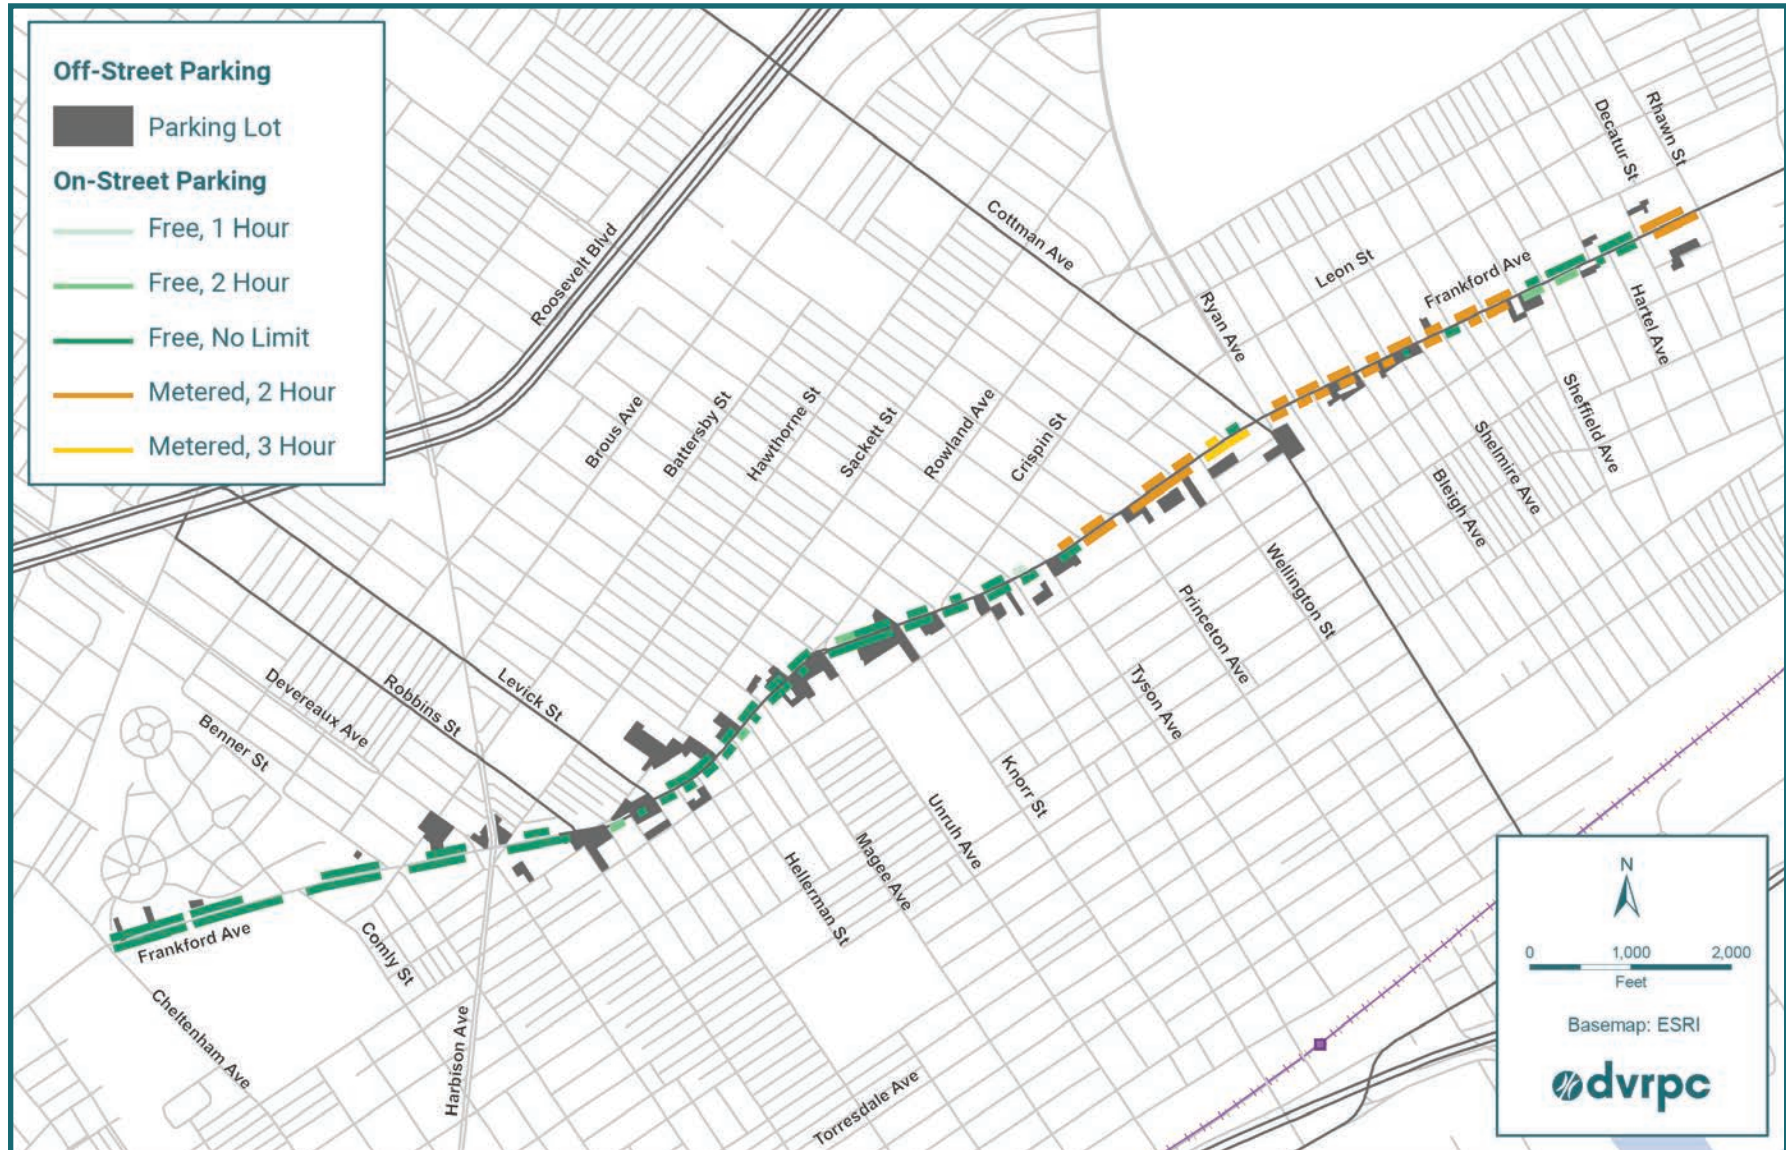 Off-Street Parking
Parking Lot
On-Street Parking
Free, 1 Hour
Free, 2 Hour
Free, No Limit
Metered, 2 Hour
Metered, 3 Hour
Roosevelt Blvd
Cottman Ave
Decatur St
Rhawn St
Ryan Ave
Leon St
Frankford Ave
Hartel Ave
Brous Ave
Battersby St
Hawthorne St
Sackett St
Rowland Ave
Crispin St
Sheffield Ave
Shelmire Ave
Bleigh Ave
Wellington St
Princeton Ave
Tyson Ave
Devereaux Ave
Robbins St
Levick St
Benner St
Knorr St
Unruh Ave
Magee Ave
Hellerman St
Frankford Ave
Comly St
Cheltenham Ave
Harbison Ave
Torresdale Ave
N
0 1,000 2,000
Feet
Basemap: ESRI
dvrpc